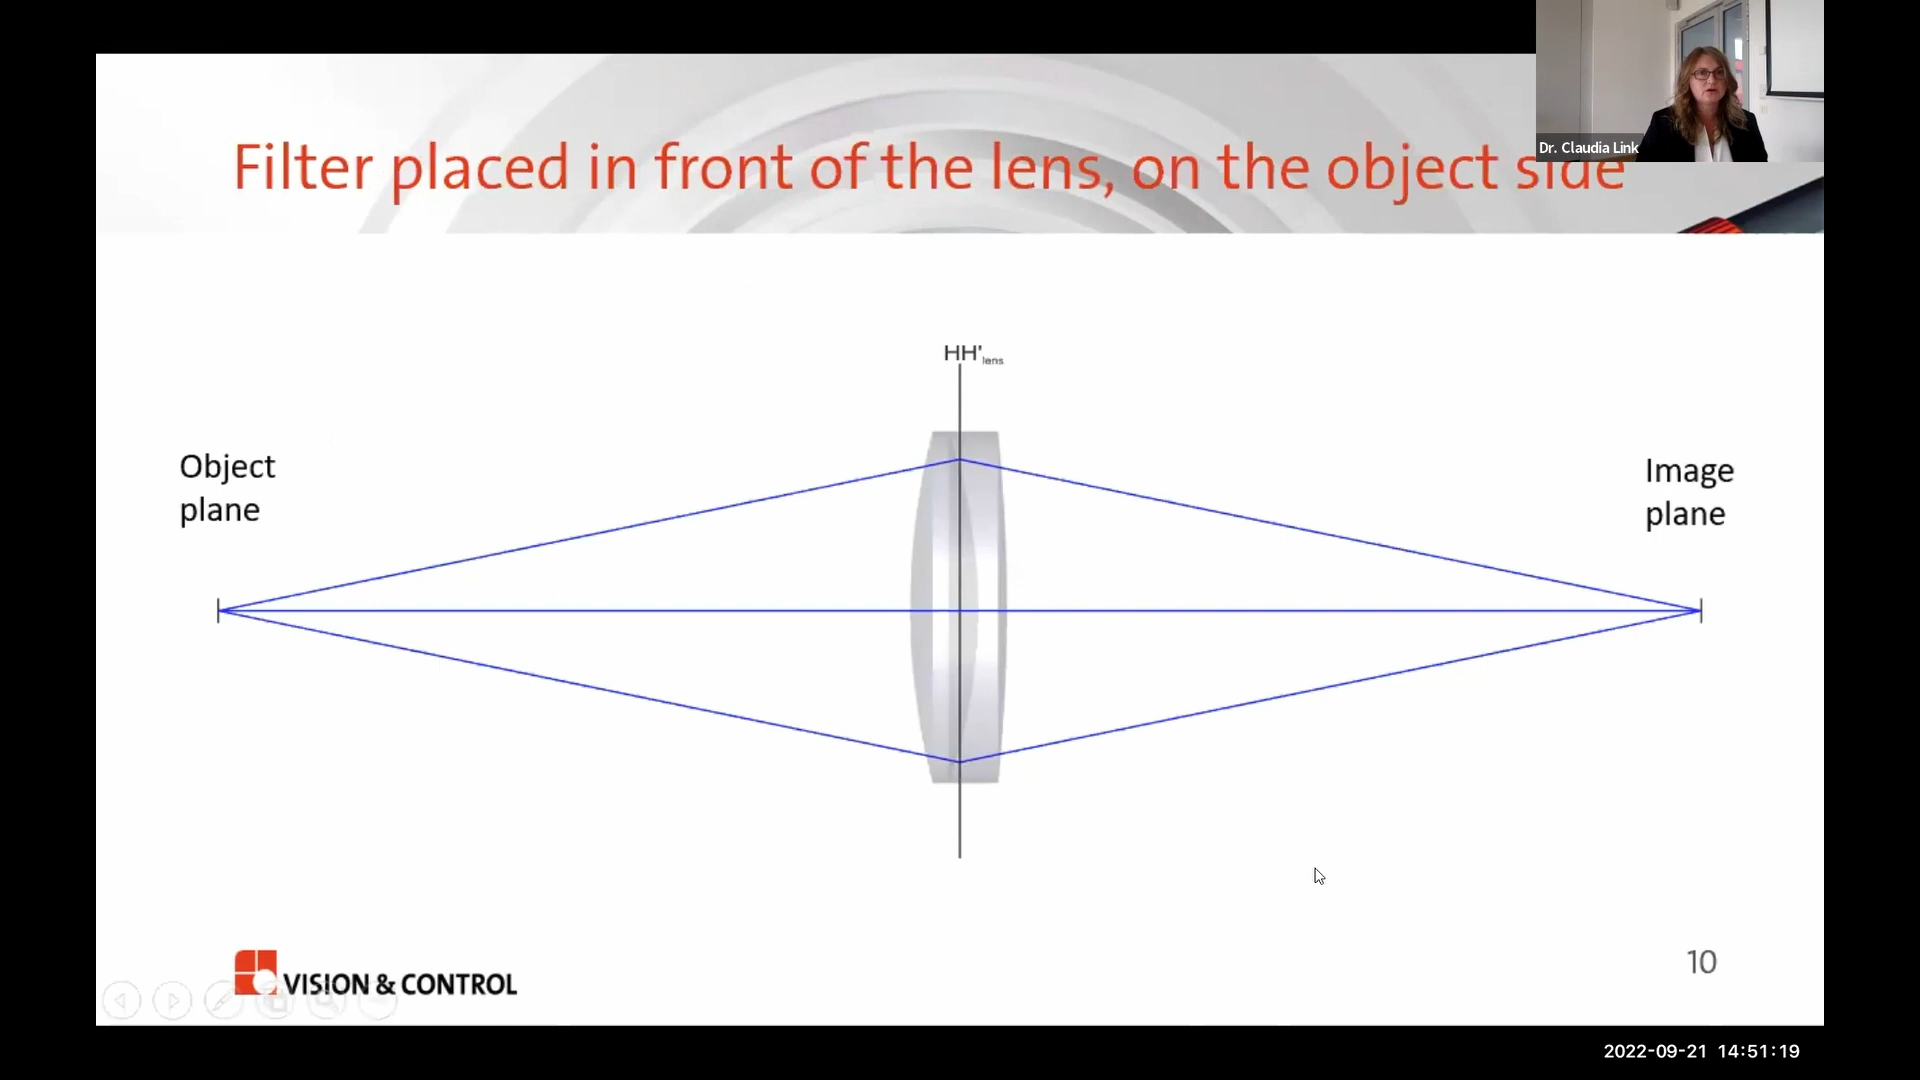 Dr. Claudia Link
Filter placed in front of the lens, on the object side
HH'lens
Object
plane
Image
plane
VISION & CONTROL
10
2022-09-21 14:51:19